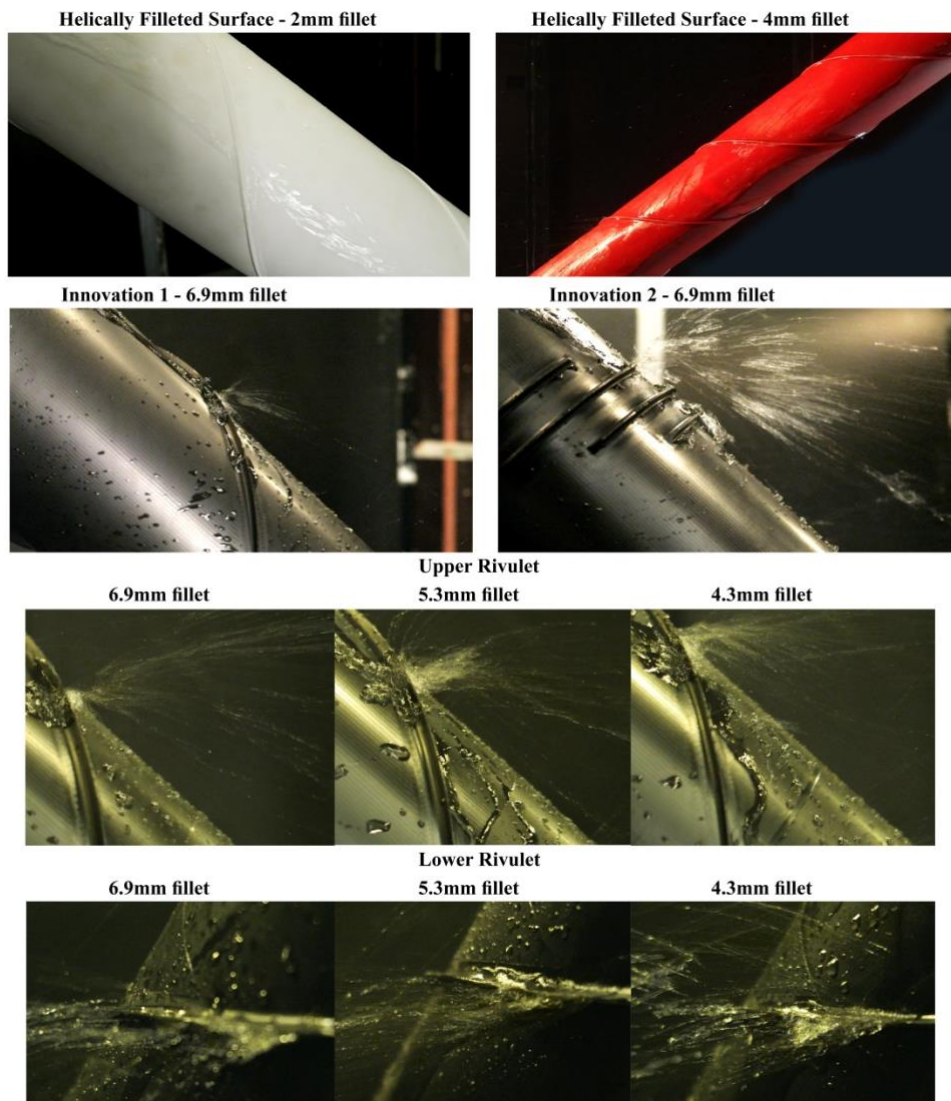 Helically Filleted Surface - 2mm fillet
Helically Filleted Surface - 4mm fillet
Innovation 1 - 6.9mm fillet
Innovation 2 - 6.9mm fillet
Upper Rivulet
6.9mm fillet
5.3mm fillet
4.3mm fillet
Lower Rivulet
6.9mm fillet
5.3mm fillet
4.3mm fillet